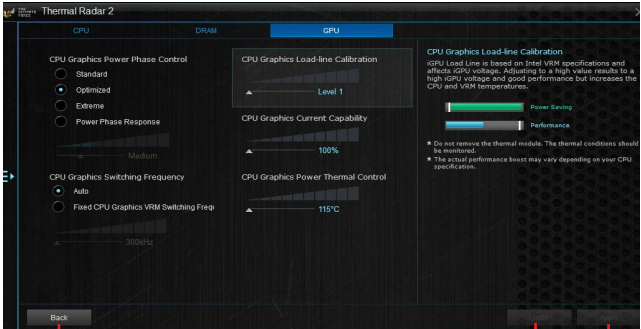 THE ULTIMATE FORCE
Thermal Radar 2
CPU
DRAM
GPU
CPU Graphics Power Phase Control
Standard
Optimized
Extreme
Power Phase Response
Medium
CPU Graphics Switching Frequency
Auto
Fixed CPU Graphics VRM Switching Frequ
300kHz
CPU Graphics Load-line Calibration
Level 1
CPU Graphics Current Capability
100%
CPU Graphics Power Thermal Control
115°C
CPU Graphics Load-line Calibration
iGPU Load Line is based on Intel VRM specifications and
affects iGPU voltage. Adjusting to a high value results to a
high iGPU voltage and good performance but increases the
CPU and VRM temperatures.
Power Saving
Performance
* Do not remove the thermal module. The thermal conditions should
be monitored.
* The actual performance boost may vary depending on your CPU
specification.
Back